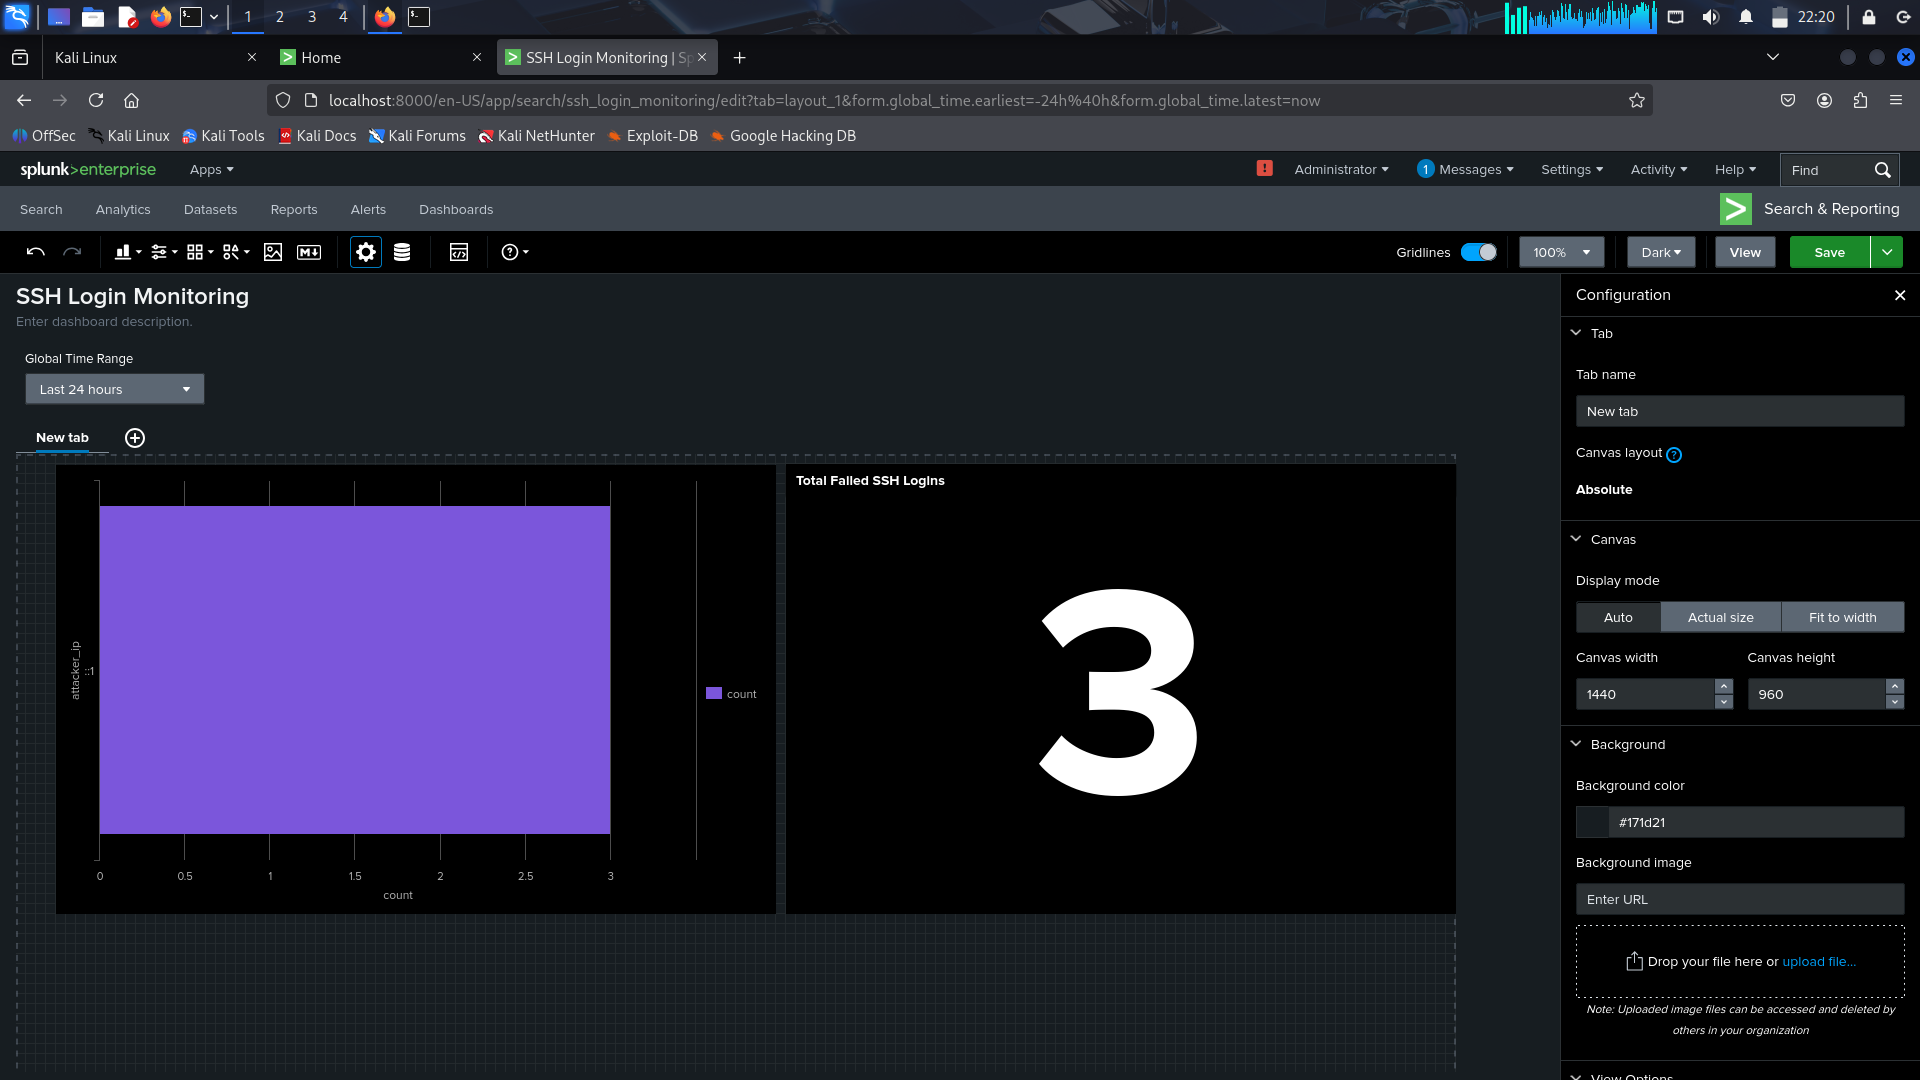 1 2 3 4 22:20
Kali Linux
Home
SSH Login Monitoring | Sp
localhost:8000/en-US/app/search/ssh_login_monitoring/edit?tab=layout_1&form.global_time.earliest=-24h%40h&form.global_time.latest=now
OffSec Kali Linux Kali Tools Kali Docs Kali Forums Kali NetHunter Exploit-DB Google Hacking DB
splunk>enterprise Apps ! Administrator 1 Messages Settings Activity Help Find
Search Analytics Datasets Reports Alerts Dashboards Search & Reporting
Gridlines 100% Dark View Save
SSH Login Monitoring
Enter dashboard description.
Global Time Range
Last 24 hours
New tab
attacker_ip
::1
0 0.5 1 1.5 2 2.5 3
count
count
Total Failed SSH Logins
3
Configuration
Tab
Tab name
New tab
Canvas layout ?
Absolute
Canvas
Display mode
Auto Actual size Fit to width
Canvas width Canvas height
1440 960
Background
Background color
#171d21
Background image
Enter URL
Drop your file here or upload file...
Note: Uploaded image files can be accessed and deleted by
others in your organization
View Options